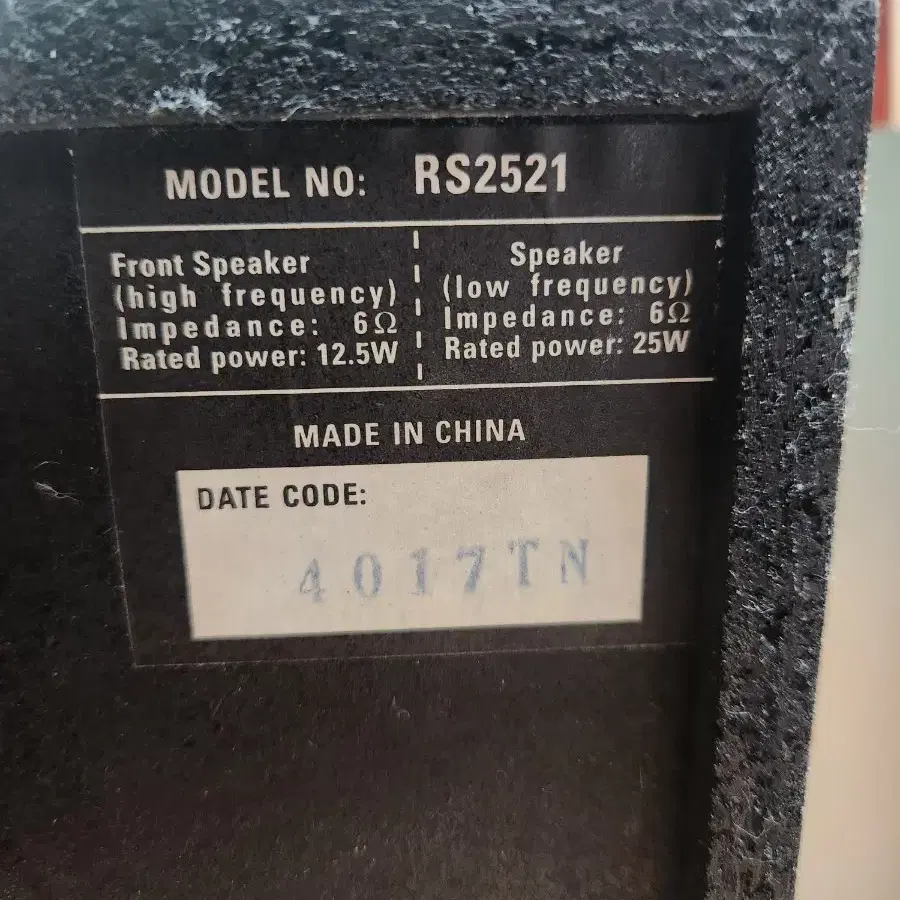 MODEL NO: RS2521
Front Speaker
(high frequency)
Impedance: 6Ω
Rated power: 12.5W
Speaker
(low frequency)
Impedance: 6Ω
Rated power: 25W
MADE IN CHINA
DATE CODE:
4017TN